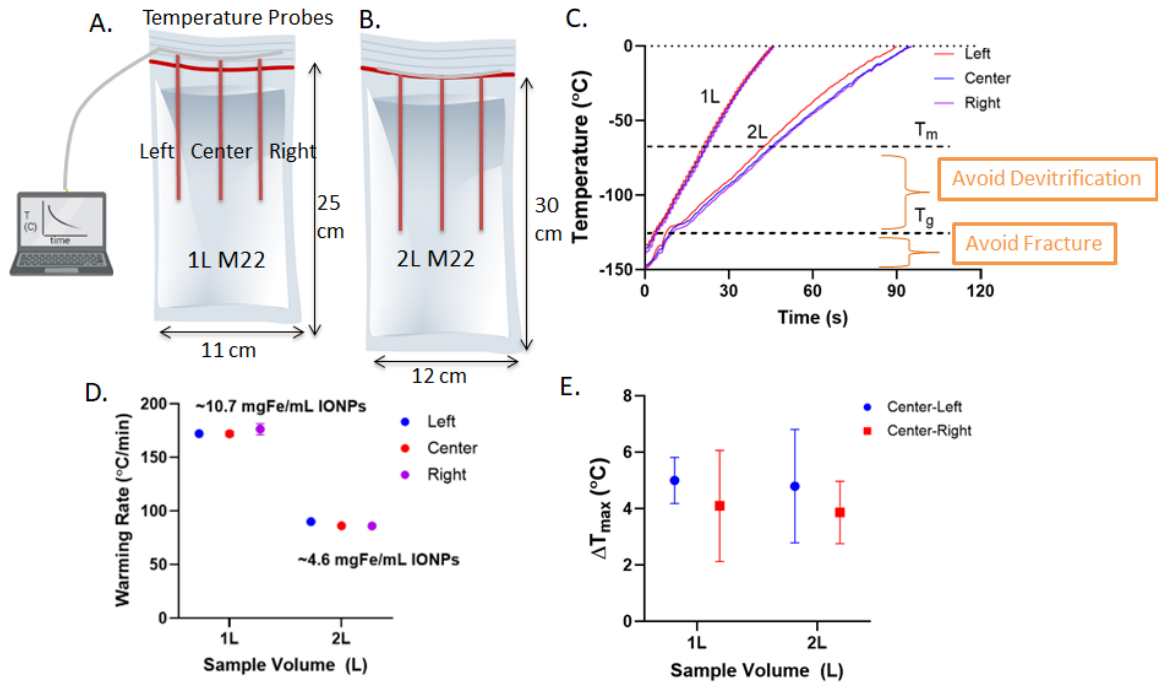 A.
Temperature Probes
Left
Center
Right
1L M22
25
cm
11 cm
T
(C)
time
B.
2L M22
30
cm
12 cm
C.
Temperature (°C)
0
-50
-100
-150
0
30
60
90
120
Time (s)
1L
2L
Left
Center
Right
Tm
Tg
Avoid Devitrification
Avoid Fracture
D.
Warming Rate (°C/min)
200
150
100
50
0
~10.7 mgFe/mL IONPs
~4.6 mgFe/mL IONPs
Left
Center
Right
1L
2L
Sample Volume (L)
E.
ΔTmax (°C)
8
6
4
2
0
Center-Left
Center-Right
1L
2L
Sample Volume (L)